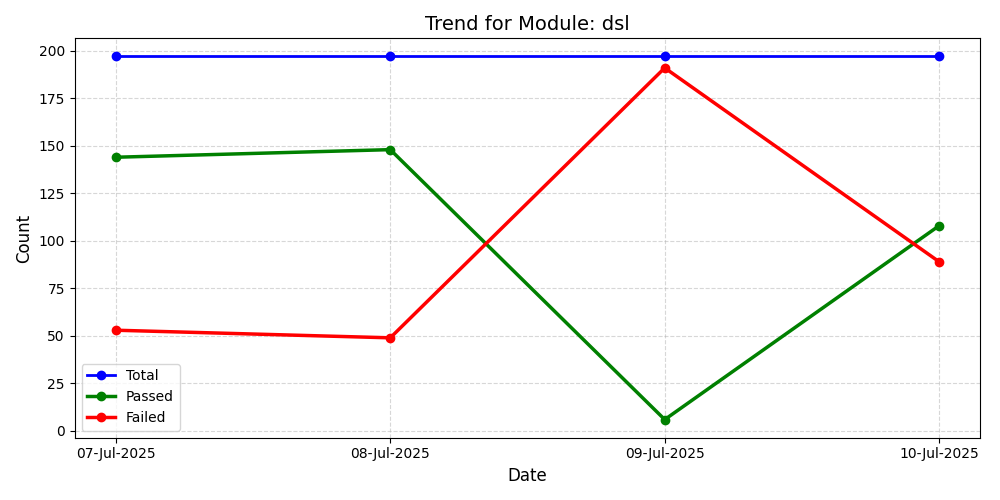 Trend for Module: dsl
Count
200
175
150
125
100
75
50
25
0
Total
Passed
Failed
07-Jul-2025
08-Jul-2025
09-Jul-2025
10-Jul-2025
Date